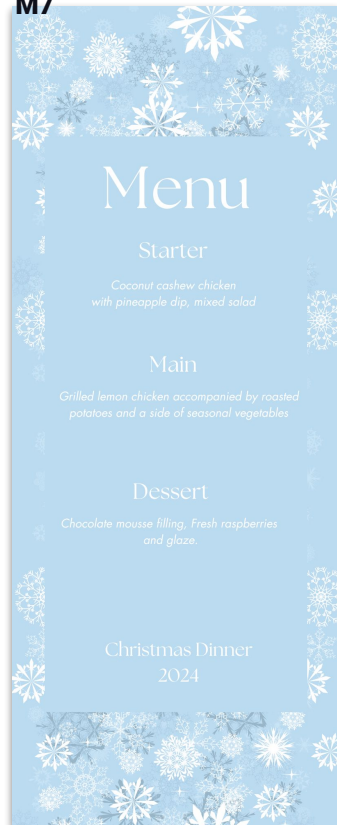 M7
Menu
Starter
Coconut cashew chicken
with pineapple dip, mixed salad
Main
Grilled lemon chicken accompanied by roasted
potatoes and a side of seasonal vegetables
Dessert
Chocolate mousse filling, Fresh raspberries
and glaze.
Christmas Dinner
2024